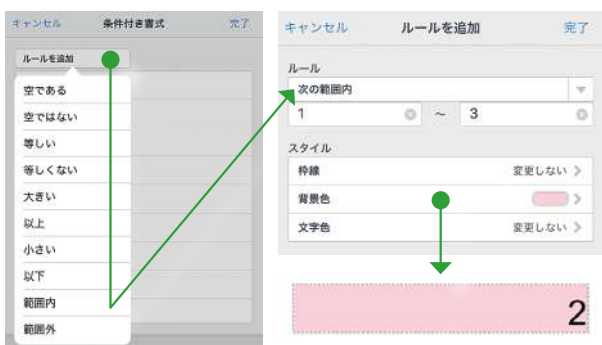 キャンセル 条件付き書式 完了
ルールを追加
空である
空ではない
等しい
等しくない
大きい
以上
小さい
以下
範囲内
範囲外
キャンセル ルールを追加 完了
ルール
次の範囲内
1 ~ 3
スタイル
枠線 変更しない
背景色
文字色 変更しない
2